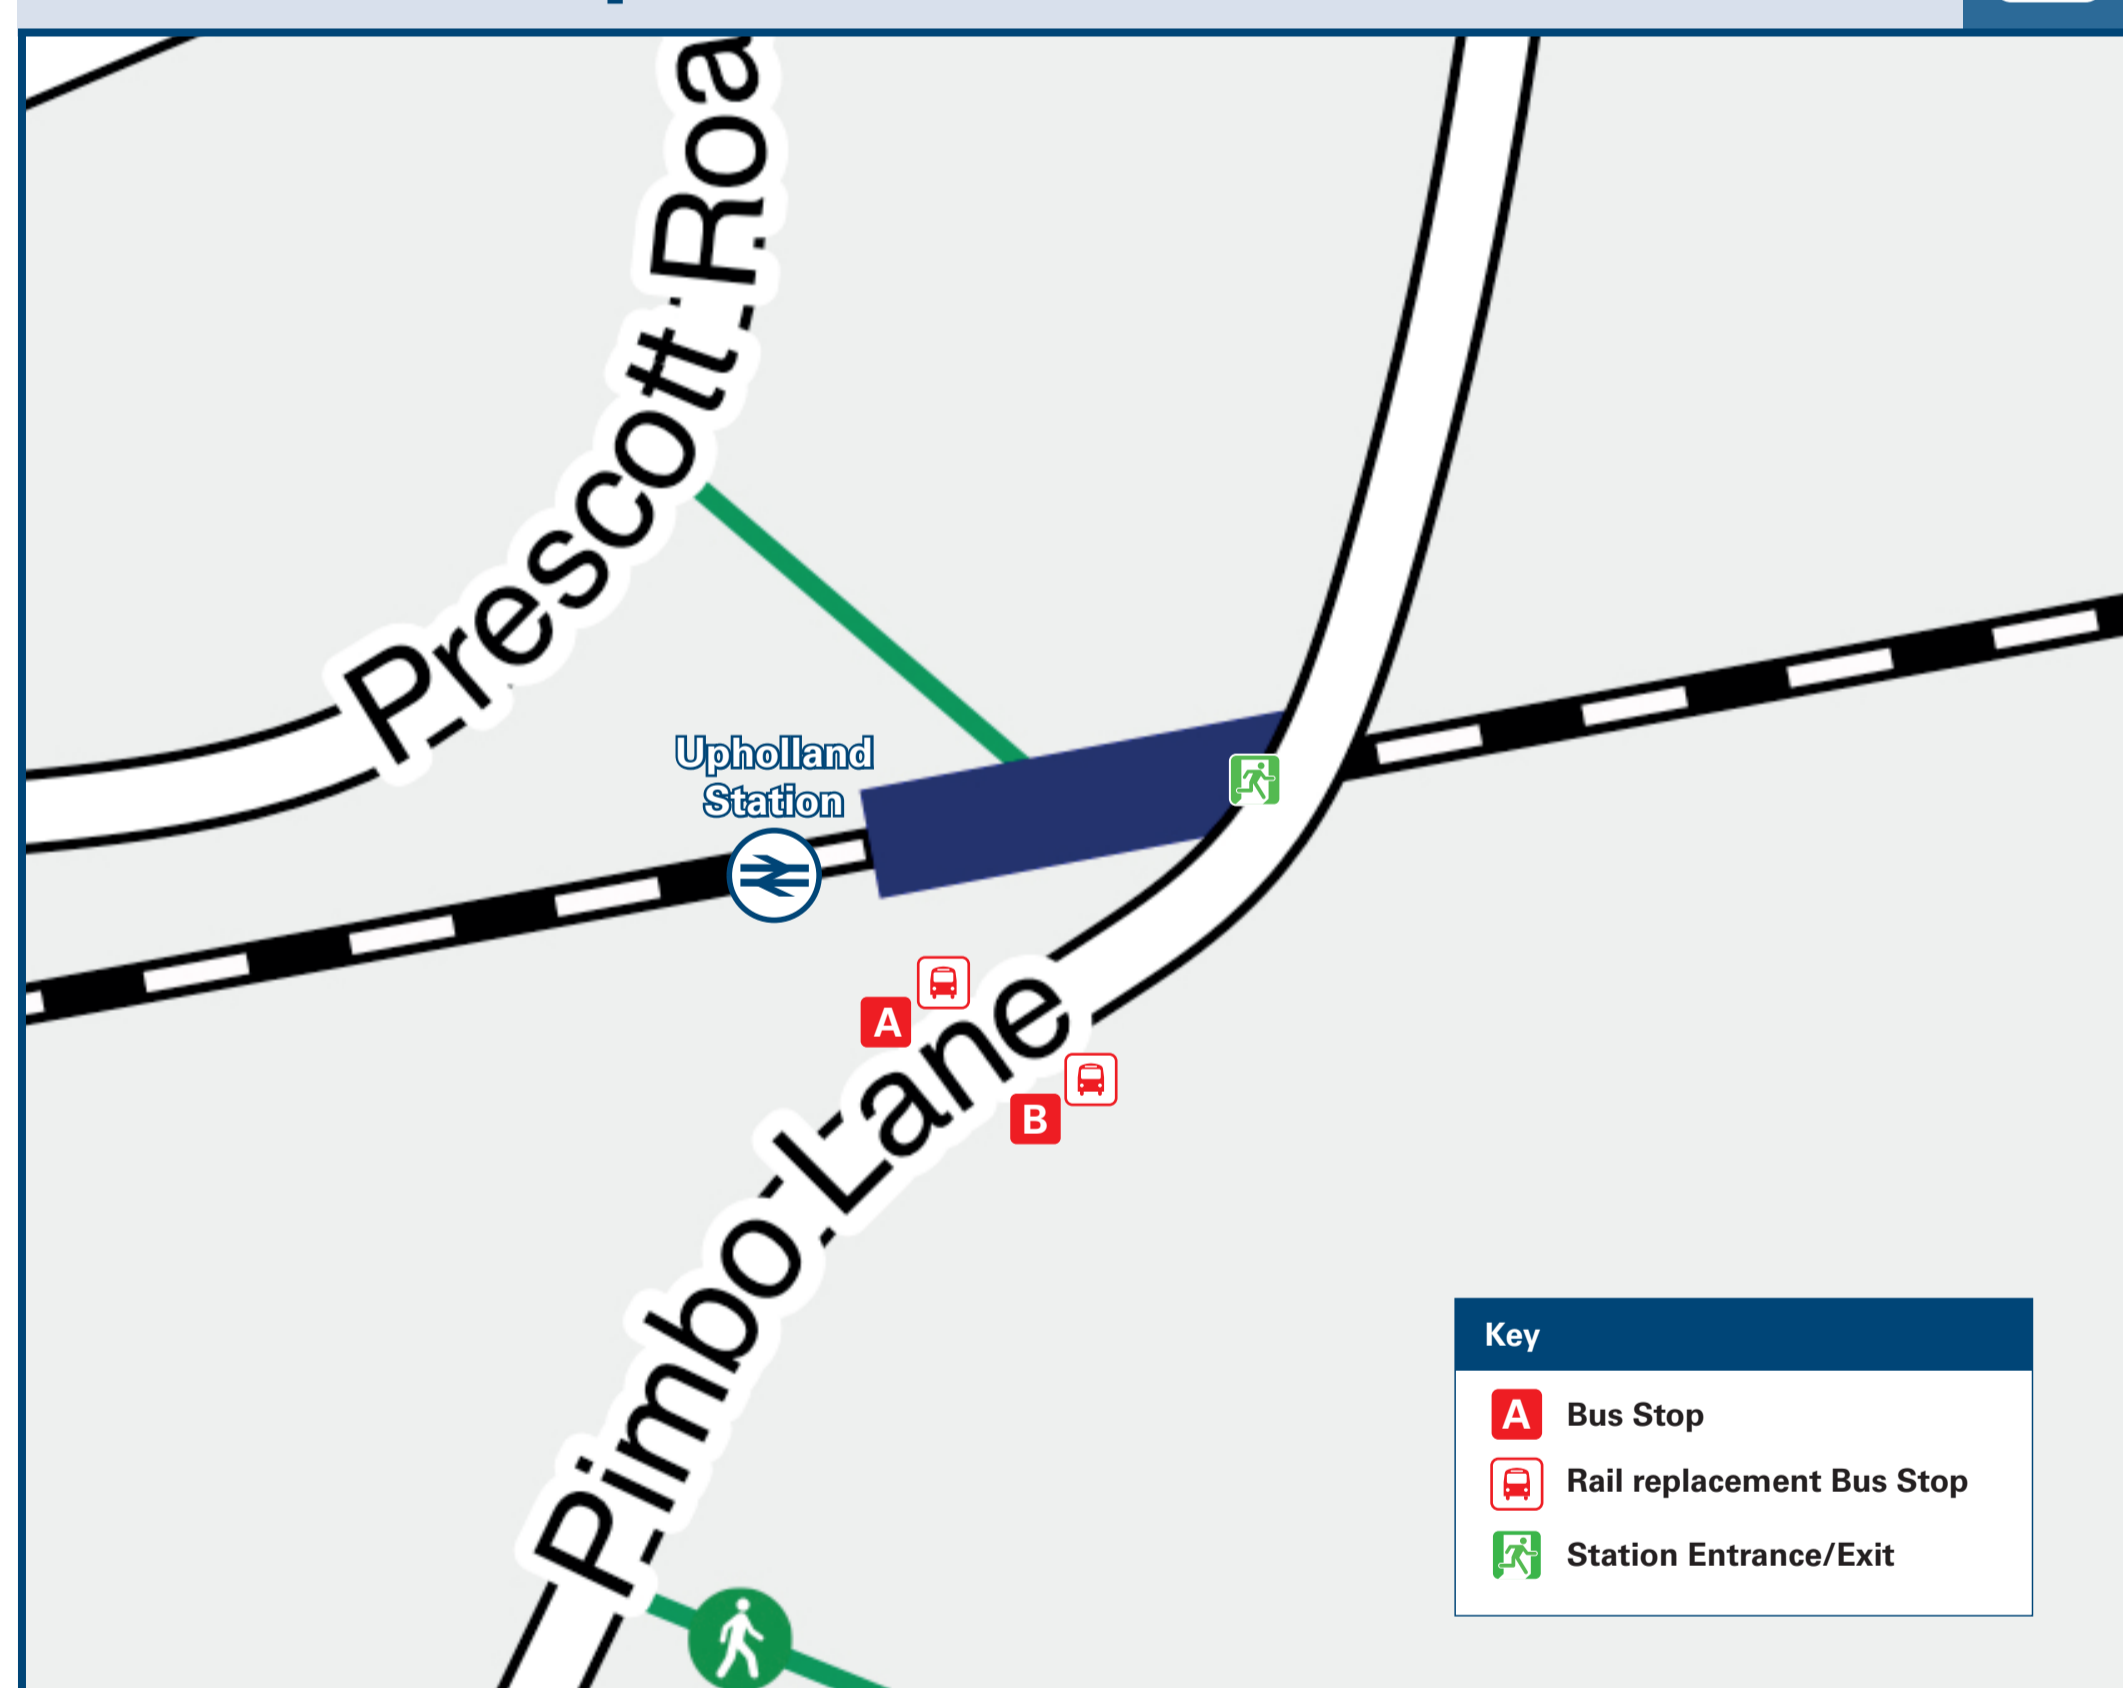 Prescott Roa
Upholland
Station
A
B
Pimbo Lane
Key
A Bus Stop
Rail replacement Bus Stop
Station Entrance/Exit